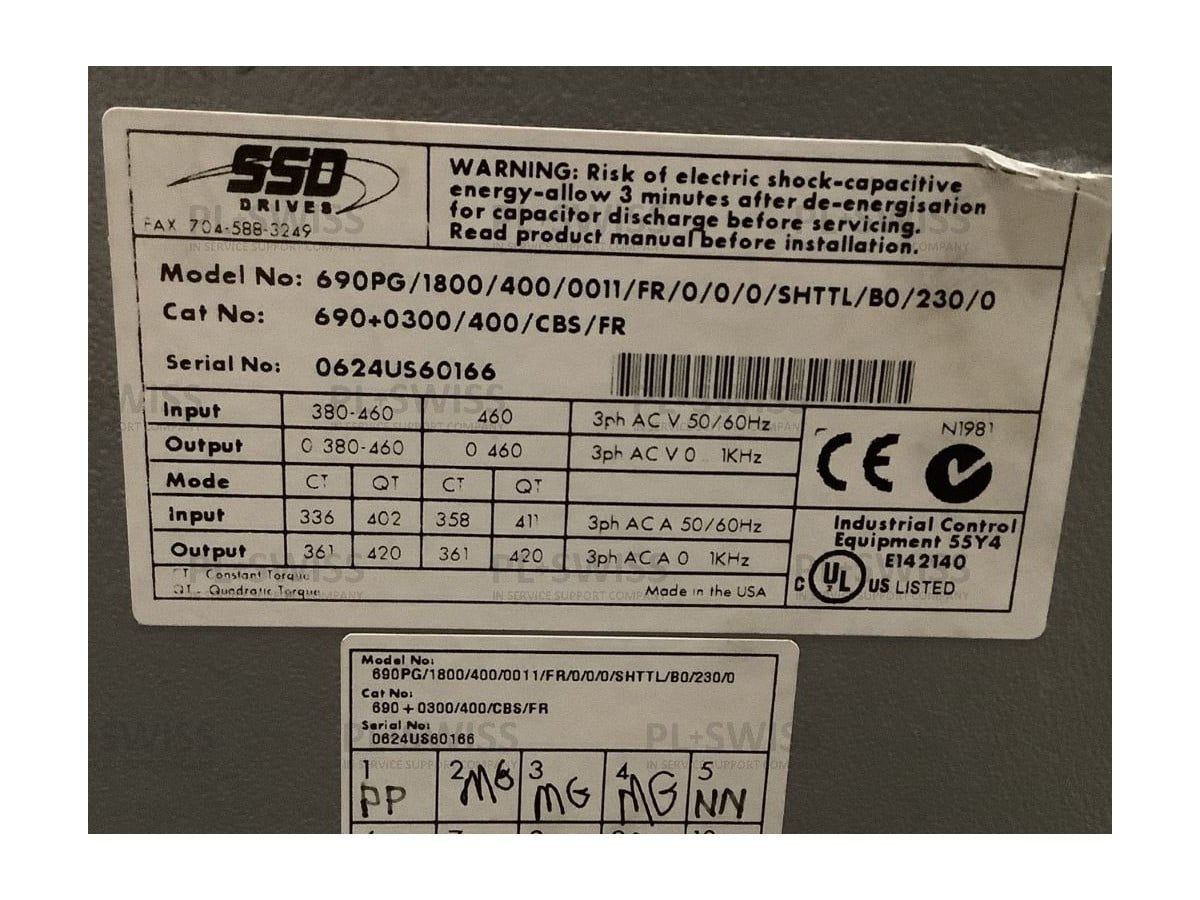 SSD
DRIVES
FAX 704-588-3249
WARNING: Risk of electric shock-capacitive
energy-allow 3 minutes after de-energisation
for capacitor discharge before servicing.
Read product manual before installation.
Model No: 690PG/1800/400/0011/FR/0/0/0/SHTTL/B0/230/0
Cat No: 690+0300/400/CBS/FR
Serial No: 0624US60166
Input 380-460 460 3ph AC V 50/60Hz
Output 0 380-460 0 460 3ph AC V 0 1KHz
Mode CT QT CT QT
Input 336 402 358 411 3ph AC A 50/60Hz
Output 361 420 361 420 3ph AC A 0 1KHz
CT - Constant Torque
QT - Quadratic Torque
Made in the USA
CE
N1981
Industrial Control
Equipment 55Y4
E142140
C UL US LISTED
Model No:
690PG/1800/400/0011/FR/0/0/0/SHTTL/B0/230/0
Cat No:
690+0300/400/CBS/FR
Serial No:
0624US60166
1 2 3 4 5
PP MG MG MG NN
PL+SWISS
IN SERVICE SUPPORT COMPANY